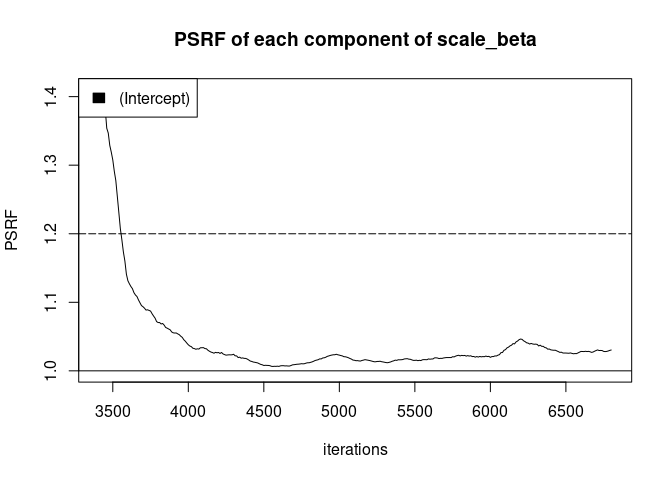 PSRF of each component of scale_beta
(Intercept)
PSRF
1.4
1.3
1.2
1.1
1.0
3500 4000 4500 5000 5500 6000 6500
iterations